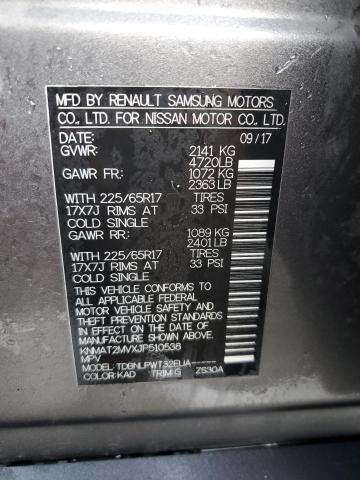 MFD BY RENAULT SAMSUNG MOTORS
CO., LTD. FOR NISSAN MOTOR CO., LTD.
DATE: 09/17
GVWR: 2141 KG
4720LB
GAWR FR: 1072 KG
2363LB
WITH 225/65R17 TIRES
17X7J RIMS AT 33 PSI
COLD SINGLE
GAWR RR: 1089 KG
2401LB
WITH 225/65R17 TIRES
17X7J RIMS AT 33 PSI
COLD SINGLE
THIS VEHICLE CONFORMS TO
ALL APPLICABLE FEDERAL
MOTOR VEHICLE SAFETY AND
THEFT PREVENTION STANDARDS
IN EFFECT ON THE DATE OF
MANUFACTURE SHOWN ABOVE.
KNMAT2MVXJP510538
MPV
TYPE: TDBNLPWT32EUA-----
COLOR:KAD TRIM:G ZS30A